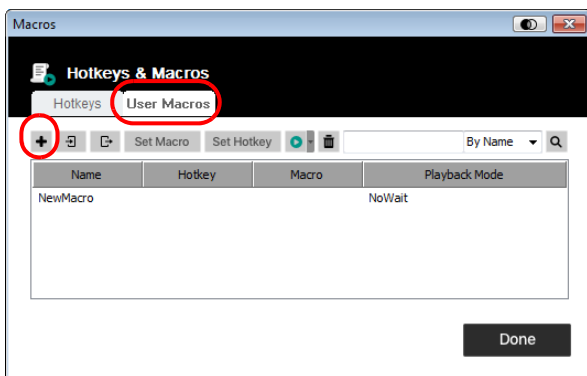 Macros
Hotkeys & Macros
Hotkeys User Macros
Set Macro Set Hotkey By Name
Name Hotkey Macro Playback Mode
NewMacro NoWait
Done